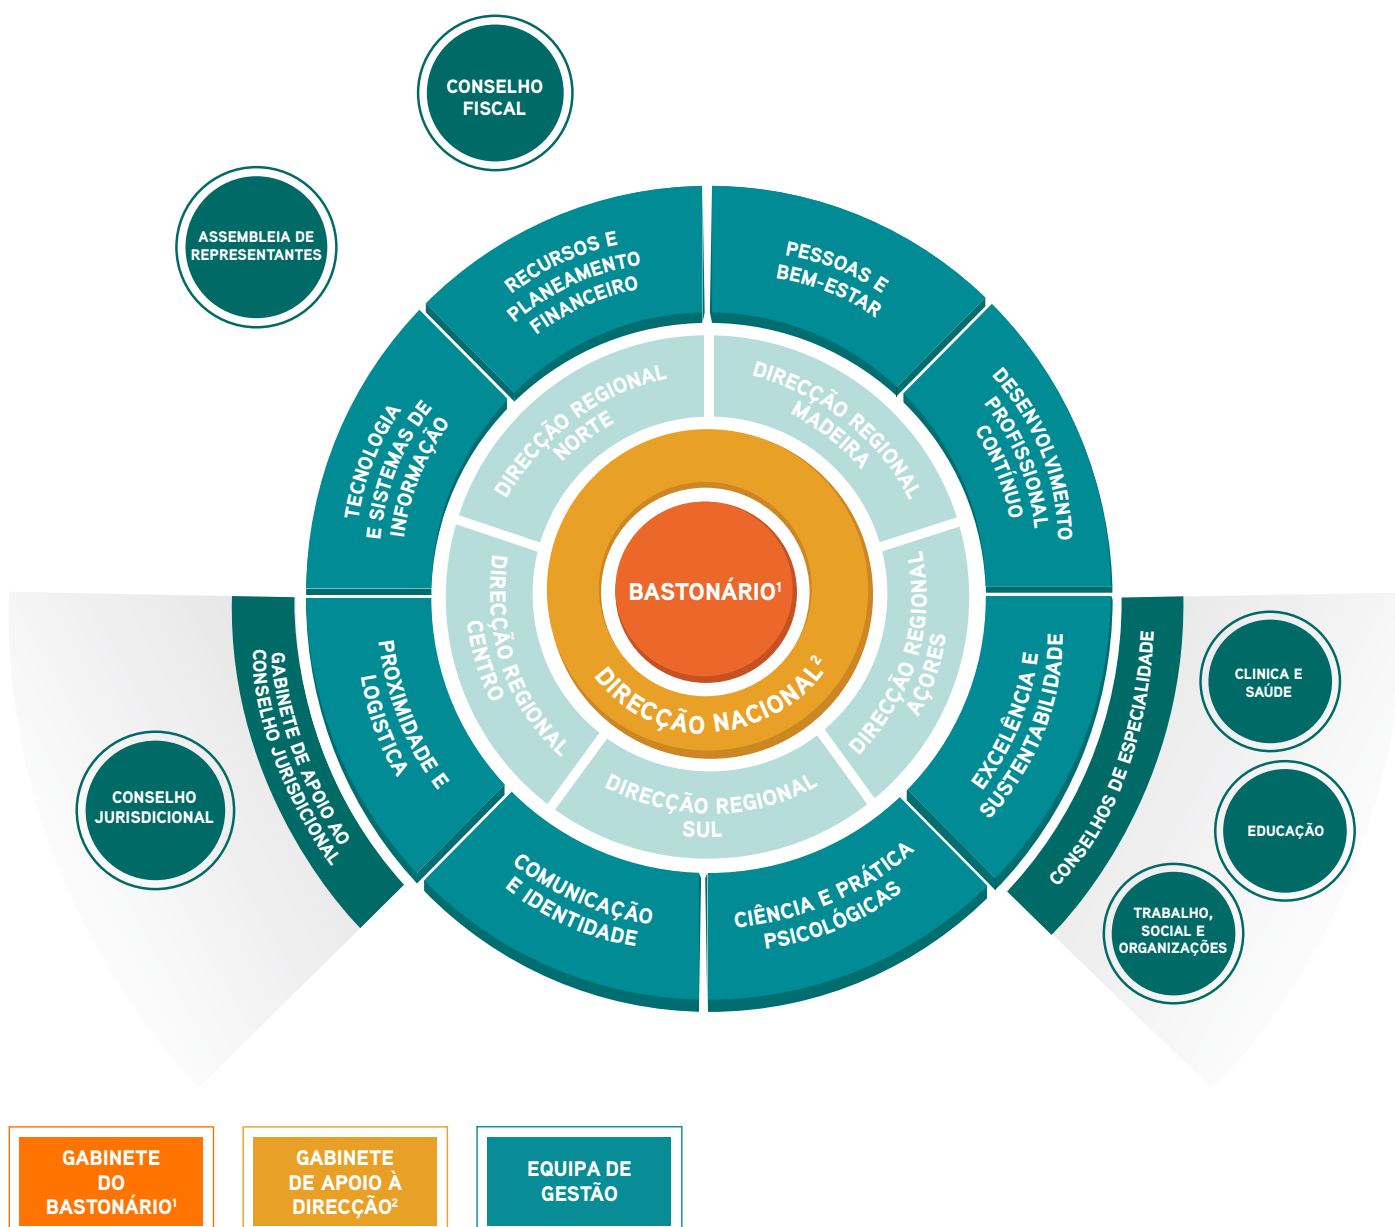 CONSELHO
FISCAL
ASSEMBLEIA DE
REPRESENTANTES
RECURSOS E
PLANEAMENTO
FINANCEIRO
PESSOAS E
BEM-ESTAR
TECNOLOGIA
E SISTEMAS DE
INFORMAÇÃO
DESENVOLVIMENTO
PROFISSIONAL
CONTÍNUO
DIRECÇÃO REGIONAL
NORTE
DIRECÇÃO REGIONAL
MADEIRA
DIRECÇÃO REGIONAL
CENTRO
DIRECÇÃO REGIONAL
AÇORES
DIRECÇÃO REGIONAL
SUL
BASTONÁRIO¹
DIRECÇÃO NACIONAL²
GABINETE DE APOIO AO
CONSELHO JURISDICIONAL
PROXIMIDADE E
LOGISTICA
EXCELÊNCIA E
SUSTENTABILIDADE
CONSELHOS DE ESPECIALIDADE
CLINICA E
SAÚDE
CONSELHO
JURISDICIONAL
EDUCAÇÃO
COMUNICAÇÃO
E IDENTIDADE
CIÊNCIA E PRÁTICA
PSICOLÓGICAS
TRABALHO,
SOCIAL E
ORGANIZAÇÕES
GABINETE
DO
BASTONÁRIO¹
GABINETE
DE APOIO À
DIRECÇÃO²
EQUIPA DE
GESTÃO